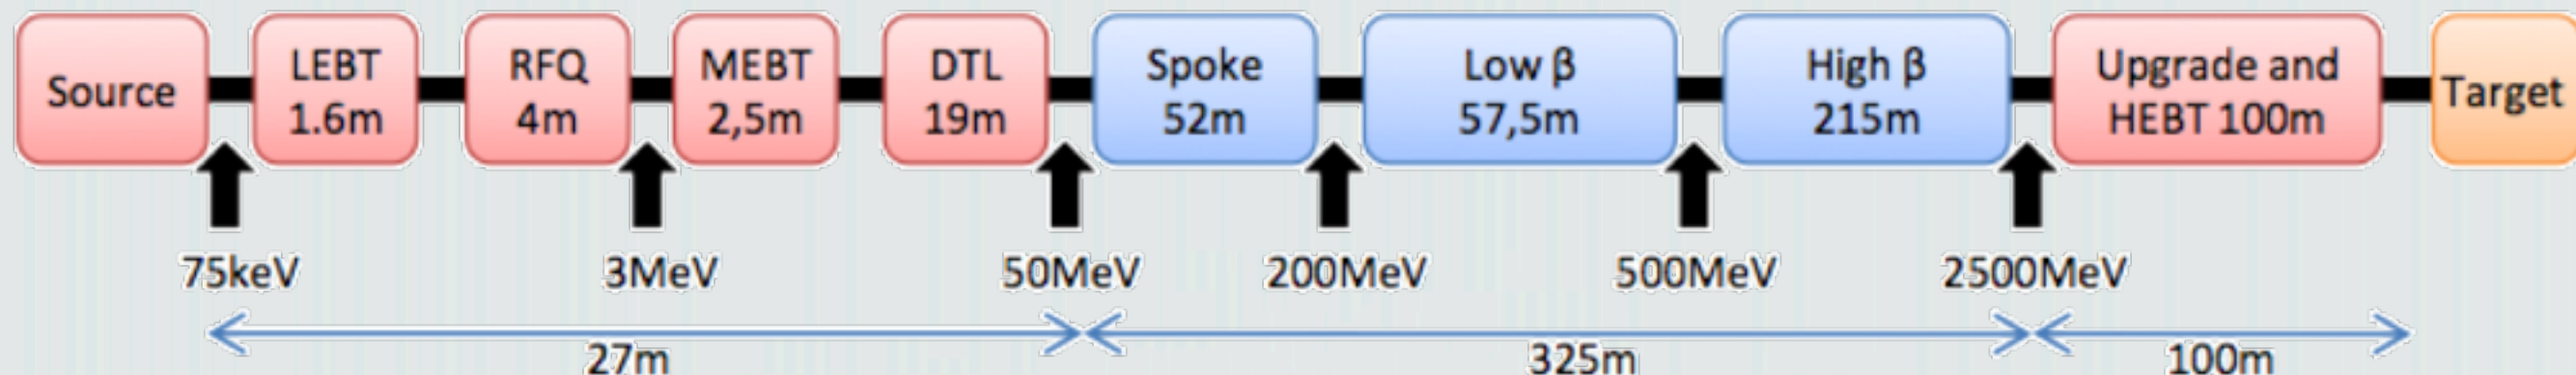 Source
LEBT
1.6m
RFQ
4m
MEBT
2,5m
DTL
19m
Spoke
52m
Low β
57,5m
High β
215m
Upgrade and
HEBT 100m
Target
75keV
3MeV
50MeV
200MeV
500MeV
2500MeV
27m
325m
100m